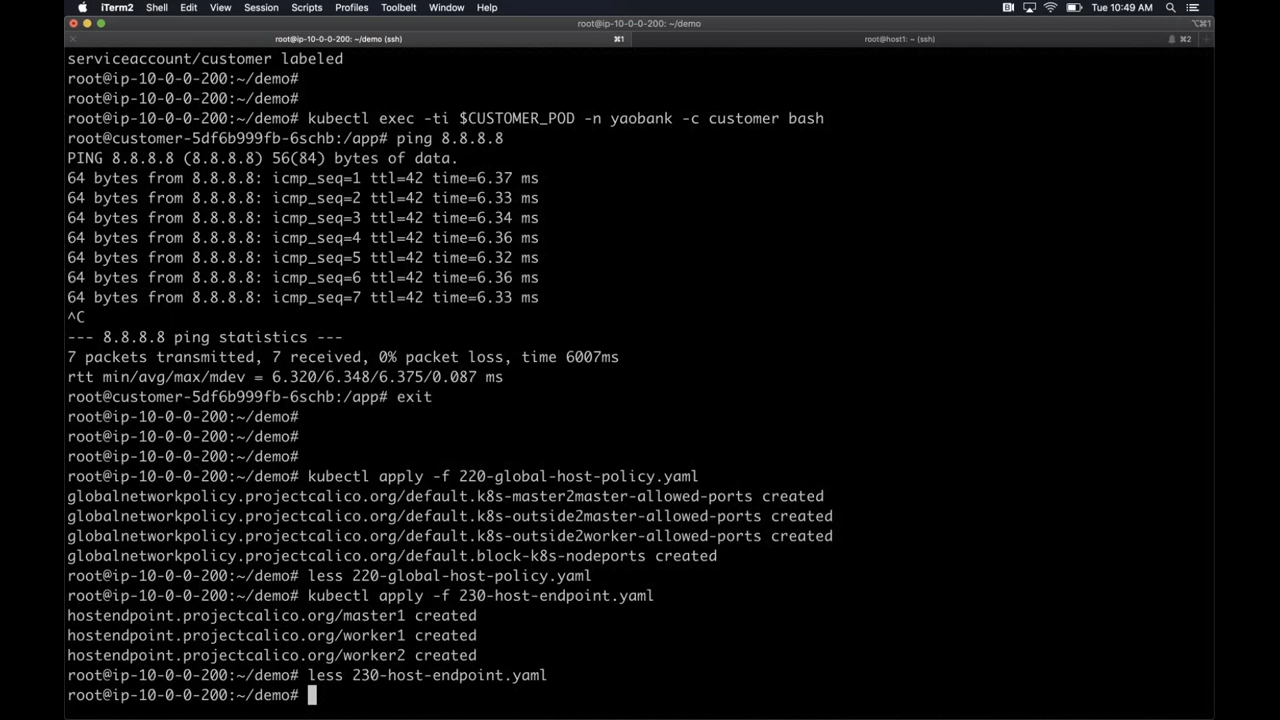 iTerm2 Shell Edit View Session Scripts Profiles Toolbelt Window Help Tue 10:49 AM
root@ip-10-0-0-200:~/demo ⌥⌘1
root@ip-10-0-0-200:~/demo (ssh) ⌘1 root@host1: ~ (ssh) ⌘2
serviceaccount/customer labeled
root@ip-10-0-0-200:~/demo#
root@ip-10-0-0-200:~/demo#
root@ip-10-0-0-200:~/demo# kubectl exec -ti $CUSTOMER_POD -n yaobank -c customer bash
root@customer-5df6b999fb-6schb:/app# ping 8.8.8.8
PING 8.8.8.8 (8.8.8.8) 56(84) bytes of data.
64 bytes from 8.8.8.8: icmp_seq=1 ttl=42 time=6.37 ms
64 bytes from 8.8.8.8: icmp_seq=2 ttl=42 time=6.33 ms
64 bytes from 8.8.8.8: icmp_seq=3 ttl=42 time=6.34 ms
64 bytes from 8.8.8.8: icmp_seq=4 ttl=42 time=6.36 ms
64 bytes from 8.8.8.8: icmp_seq=5 ttl=42 time=6.32 ms
64 bytes from 8.8.8.8: icmp_seq=6 ttl=42 time=6.36 ms
64 bytes from 8.8.8.8: icmp_seq=7 ttl=42 time=6.33 ms
^C
--- 8.8.8.8 ping statistics ---
7 packets transmitted, 7 received, 0% packet loss, time 6007ms
rtt min/avg/max/mdev = 6.320/6.348/6.375/0.087 ms
root@customer-5df6b999fb-6schb:/app# exit
root@ip-10-0-0-200:~/demo#
root@ip-10-0-0-200:~/demo#
root@ip-10-0-0-200:~/demo#
root@ip-10-0-0-200:~/demo# kubectl apply -f 220-global-host-policy.yaml
globalnetworkpolicy.projectcalico.org/default.k8s-master2master-allowed-ports created
globalnetworkpolicy.projectcalico.org/default.k8s-outside2master-allowed-ports created
globalnetworkpolicy.projectcalico.org/default.k8s-outside2worker-allowed-ports created
globalnetworkpolicy.projectcalico.org/default.block-k8s-nodeports created
root@ip-10-0-0-200:~/demo# less 220-global-host-policy.yaml
root@ip-10-0-0-200:~/demo# kubectl apply -f 230-host-endpoint.yaml
hostendpoint.projectcalico.org/master1 created
hostendpoint.projectcalico.org/worker1 created
hostendpoint.projectcalico.org/worker2 created
root@ip-10-0-0-200:~/demo# less 230-host-endpoint.yaml
root@ip-10-0-0-200:~/demo#